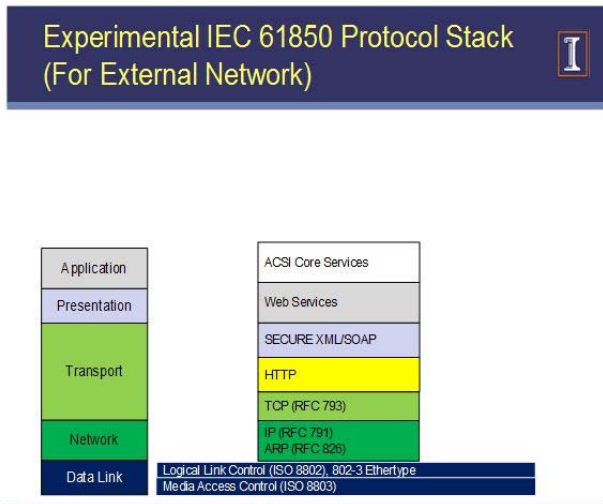 Experimental IEC 61850 Protocol Stack
(For External Network)
I
Application
Presentation
Transport
Network
Data Link
ACSI Core Services
Web Services
SECURE XML/SOAP
HTTP
TCP (RFC 793)
IP (RFC 791)
ARP (RFC 826)
Logical Link Control (ISO 8802), 802-3 Ethertype
Media Access Control (ISO 8803)